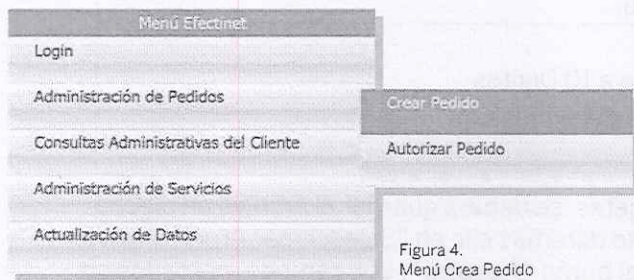 Menú Efectinet
Login
Administración de Pedidos
Crear Pedido
Consultas Administrativas del Cliente
Autorizar Pedido
Administración de Servicios
Actualización de Datos
Figura 4.
Menú Crea Pedido